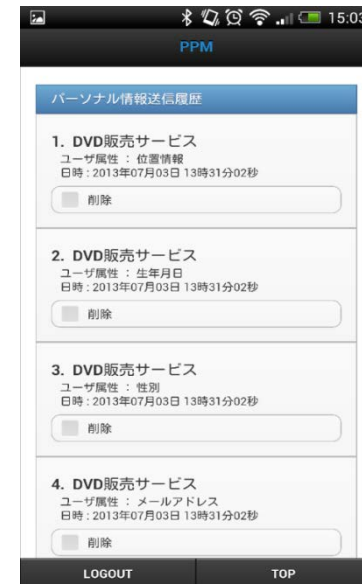 15:03
PPM
パーソナル情報送信履歴
1. DVD販売サービス
ユーザ属性 : 位置情報
日時 : 2013年07月03日 13時31分02秒
削除
2. DVD販売サービス
ユーザ属性 : 生年月日
日時 : 2013年07月03日 13時31分02秒
削除
3. DVD販売サービス
ユーザ属性 : 性別
日時 : 2013年07月03日 13時31分02秒
削除
4. DVD販売サービス
ユーザ属性 : メールアドレス
日時 : 2013年07月03日 13時31分02秒
削除
LOGOUT TOP